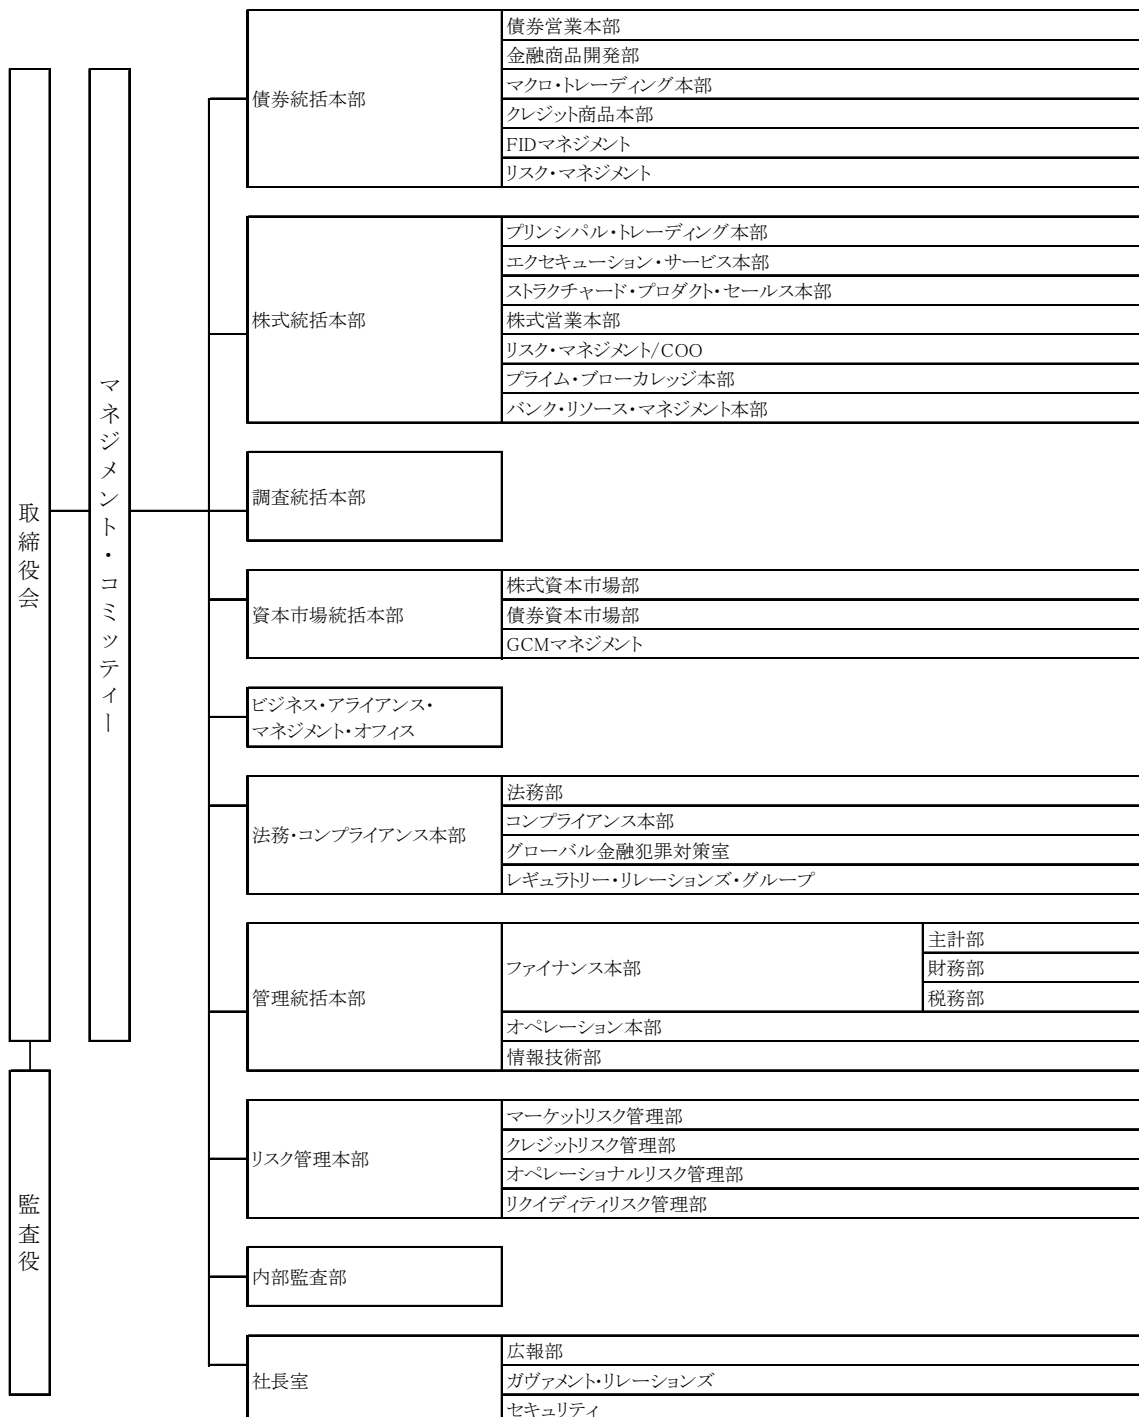 取締役会
監査役
マネジメント・コミッティー
債券統括本部
債券営業本部
金融商品開発部
マクロ・トレーディング本部
クレジット商品本部
FIDマネジメント
リスク・マネジメント
株式統括本部
プリンシパル・トレーディング本部
エクセキューション・サービス本部
ストラクチャード・プロダクト・セールス本部
株式営業本部
リスク・マネジメント/COO
プライム・ブローカレッジ本部
バンク・リソース・マネジメント本部
調査統括本部
資本市場統括本部
株式資本市場部
債券資本市場部
GCMマネジメント
ビジネス・アライアンス・
マネジメント・オフィス
法務・コンプライアンス本部
法務部
コンプライアンス本部
グローバル金融犯罪対策室
レギュラトリー・リレーションズ・グループ
管理統括本部
ファイナンス本部
主計部
財務部
税務部
オペレーション本部
情報技術部
リスク管理本部
マーケットリスク管理部
クレジットリスク管理部
オペレーショナルリスク管理部
リクイディティリスク管理部
内部監査部
社長室
広報部
ガヴァメント・リレーションズ
セキュリティ